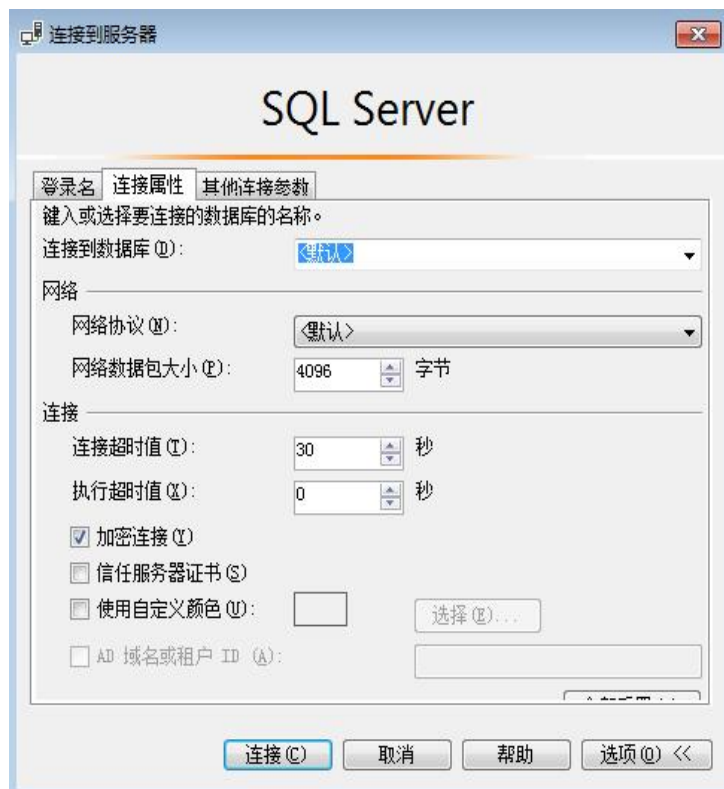 连接到服务器
SQL Server
登录名 连接属性 其他连接参数
键入或选择要连接的数据库的名称。
连接到数据库(D): <默认>
网络
网络协议(N): <默认>
网络数据包大小(P): 4096 字节
连接
连接超时值(T): 30 秒
执行超时值(X): 0 秒
加密连接(Y)
信任服务器证书(S)
使用自定义颜色(U): 选择(E)...
AD 域名或租户 ID (A):
连接(C) 取消 帮助 选项(O) <<